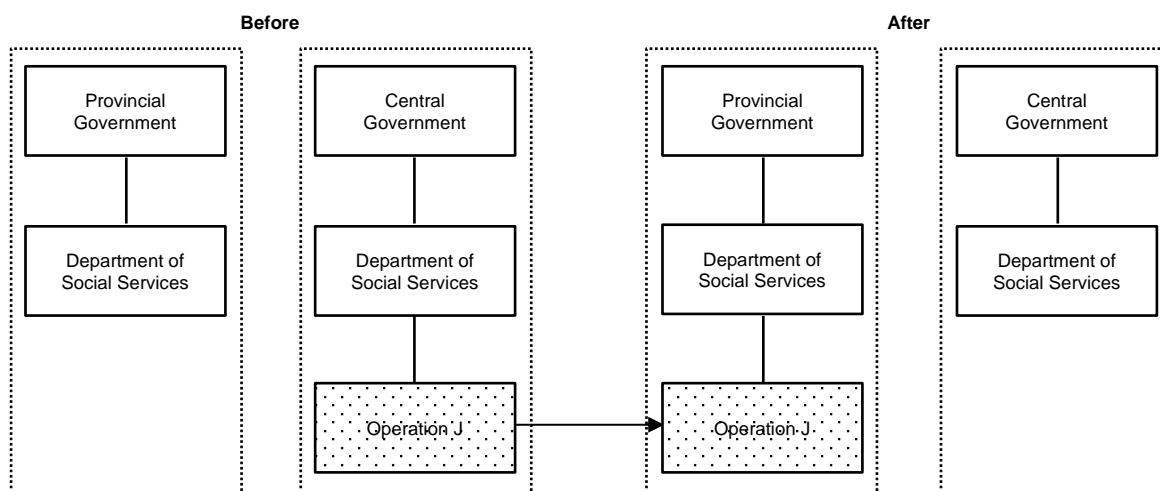 Before
After
Provincial
Government
Central
Government
Provincial
Government
Central
Government
Department of
Social Services
Department of
Social Services
Department of
Social Services
Department of
Social Services
Operation J
Operation J